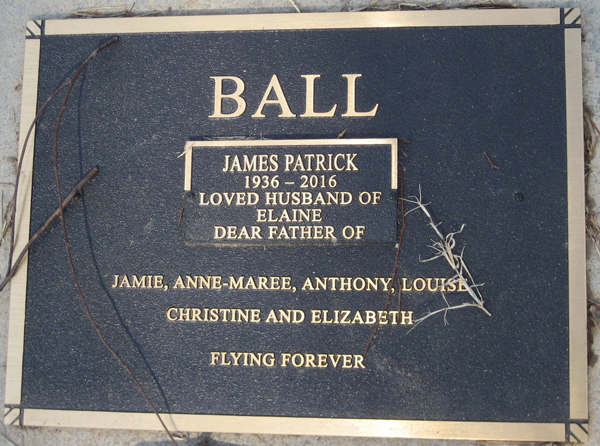 BALL
JAMES PATRICK
1936 – 2016
LOVED HUSBAND OF
ELAINE
DEAR FATHER OF
JAMIE, ANNE-MAREE, ANTHONY, LOUISE
CHRISTINE AND ELIZABETH
FLYING FOREVER